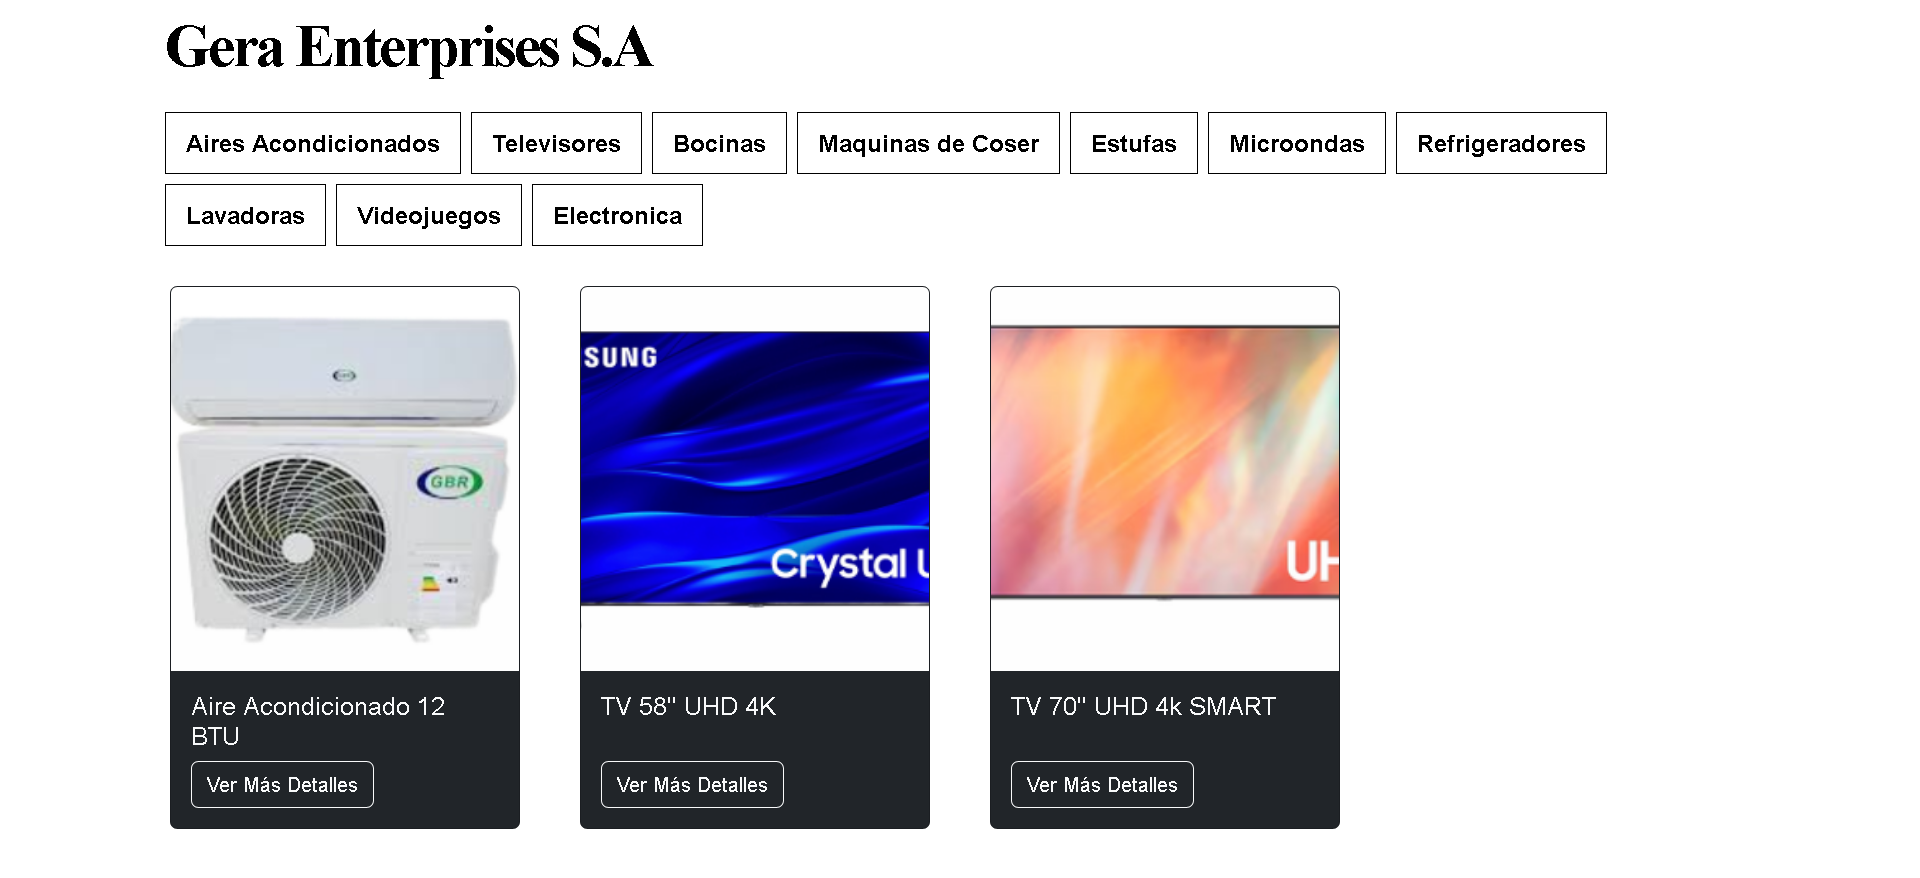 Gera Enterprises S.A
Aires Acondicionados Televisores Bocinas Maquinas de Coser Estufas Microondas Refrigeradores
Lavadoras Videojuegos Electronica
GBR
SUNG
Crystal U
UH
Aire Acondicionado 12
BTU
Ver Más Detalles
TV 58" UHD 4K
Ver Más Detalles
TV 70" UHD 4k SMART
Ver Más Detalles